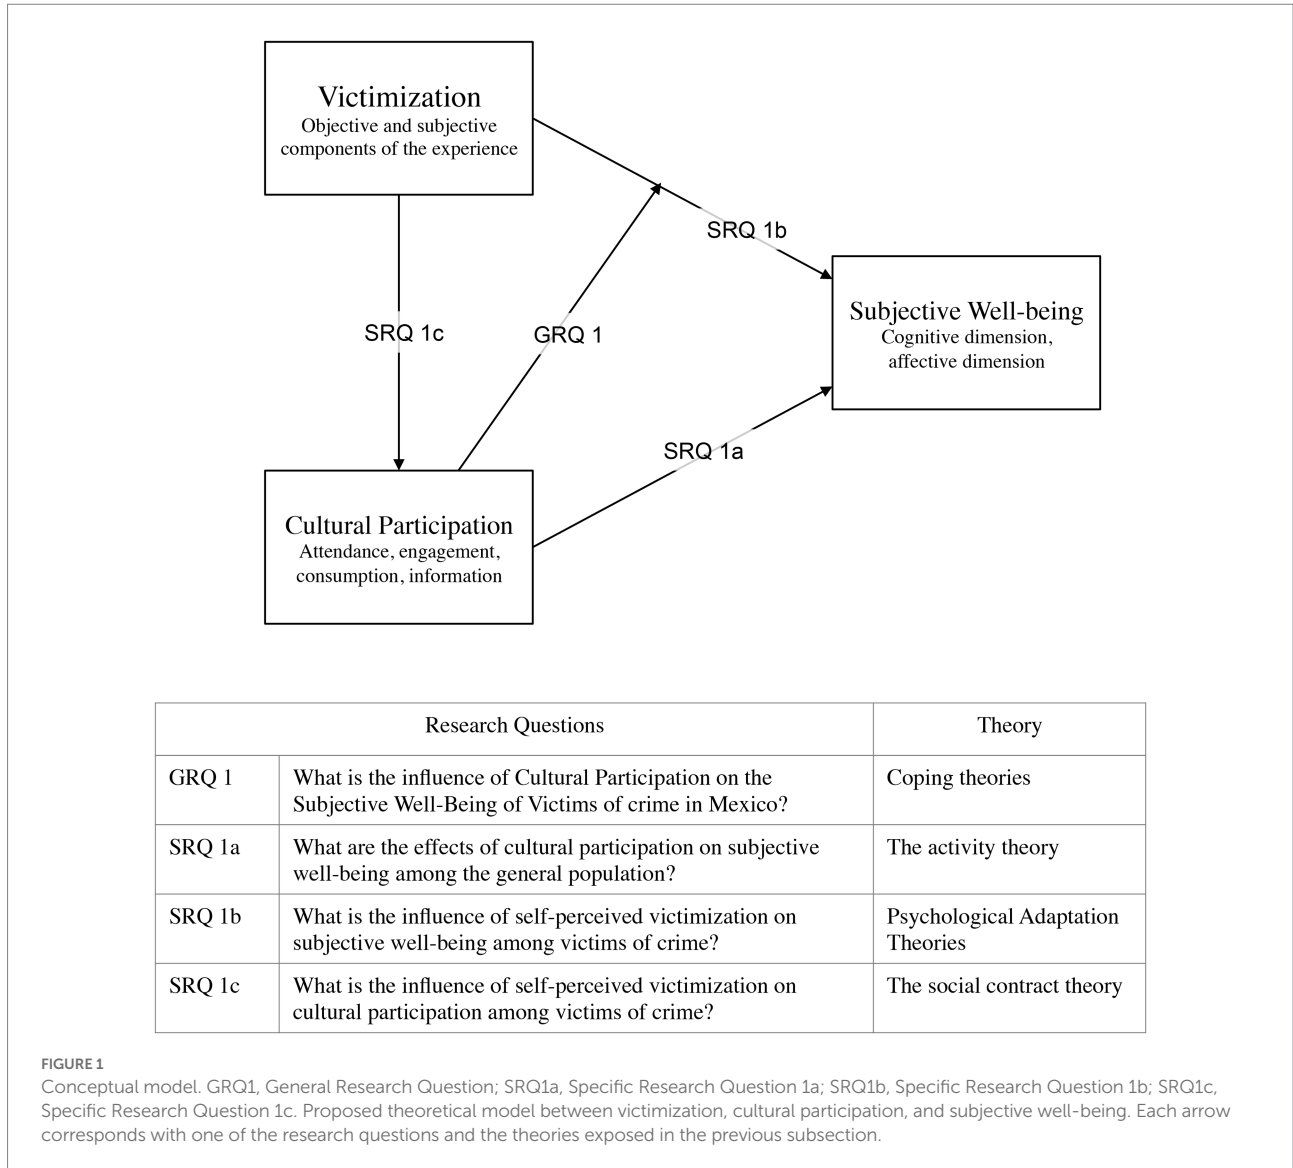 Victimization
Objective and subjective
components of the experience
SRQ 1b
Subjective Well-being
Cognitive dimension,
affective dimension
SRQ 1c
GRQ 1
SRQ 1a
Cultural Participation
Attendance, engagement,
consumption, information
Research Questions
Theory
GRQ 1
What is the influence of Cultural Participation on the
Subjective Well-Being of Victims of crime in Mexico?
Coping theories
SRQ 1a
What are the effects of cultural participation on subjective
well-being among the general population?
The activity theory
SRQ 1b
What is the influence of self-perceived victimization on
subjective well-being among victims of crime?
Psychological Adaptation
Theories
SRQ 1c
What is the influence of self-perceived victimization on
cultural participation among victims of crime?
The social contract theory
FIGURE 1
Conceptual model. GRQ1, General Research Question; SRQ1a, Specific Research Question 1a; SRQ1b, Specific Research Question 1b; SRQ1c,
Specific Research Question 1c. Proposed theoretical model between victimization, cultural participation, and subjective well-being. Each arrow
corresponds with one of the research questions and the theories exposed in the previous subsection.